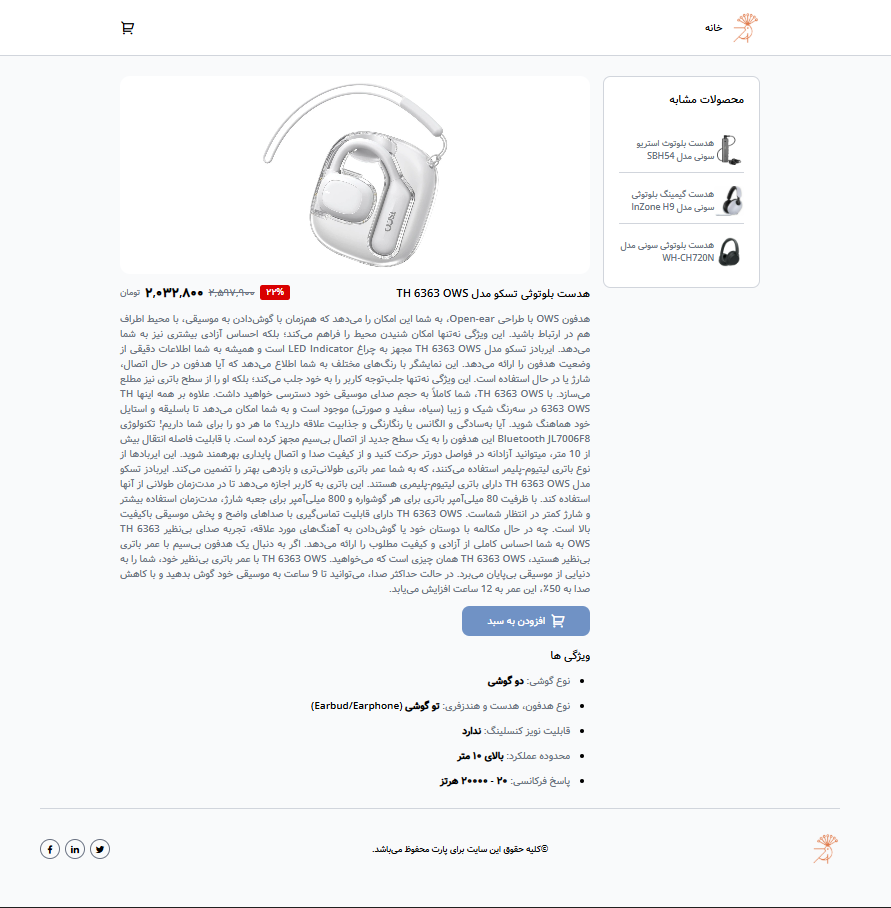 خانه
محصولات مشابه
هدست بلوتوث استریو
سونی مدل SBH54
هدست گیمینگ بلوتوثی
سونی مدل InZone H9
هدست بلوتوثی سونی مدل
WH-CH720N
هدست بلوتوثی تسکو مدل TH 6363 OWS
۲۲%
۲,۵۹۷,۹۰۰
۲,۰۳۲,۸۰۰ تومان
هدفون OWS با طراحی Open-ear، به شما این امکان را می‌دهد که همزمان با گوش‌دادن به موسیقی، با محیط اطراف
هم در ارتباط باشید. این ویژگی نه‌تنها امکان شنیدن محیط را فراهم می‌کند؛ بلکه احساس آزادی بیشتری نیز به شما
می‌دهد. ایربادز تسکو مدل TH 6363 OWS مجهز به چراغ LED Indicator است و همیشه به شما اطلاعات دقیقی از
وضعیت هدفون را ارائه می‌دهد. این نمایشگر با رنگ‌های مختلف به شما اطلاع می‌دهد که آیا هدفون در حال اتصال،
شارژ یا در حال استفاده است. این ویژگی نه‌تنها جلب‌توجه کاربر را به خود جلب می‌کند؛ بلکه او را از سطح باتری نیز مطلع
می‌سازد. با TH 6363 OWS، شما کاملاً به حجم صدای موسیقی خود دسترسی خواهید داشت. علاوه بر همه اینها TH
6363 OWS در سه‌رنگ شیک و زیبا (سیاه، سفید و صورتی) موجود است و به شما امکان می‌دهد تا باسلیقه و استایل
خود هماهنگ شوید. آیا به‌سادگی و الگانس یا رنگارنگی و جذابیت علاقه دارید؟ ما هر دو را برای شما داریم! تکنولوژی
Bluetooth JL7006F8 این هدفون را به یک سطح جدید از اتصال بی‌سیم مجهز کرده است. با قابلیت فاصله انتقال بیش
از 10 متر، میتوانید آزادانه در فواصل دورتر حرکت کنید و از کیفیت صدا و اتصال پایداری بهره‌مند شوید. این ایربادها از
نوع باتری لیتیوم-پلیمر استفاده می‌کنند، که به شما عمر باتری طولانی‌تری و بازدهی بهتر را تضمین می‌کند. ایربادز تسکو
مدل TH 6363 OWS دارای باتری لیتیوم-پلیمری هستند. این باتری به کاربر اجازه می‌دهد تا در مدت‌زمان طولانی از آنها
استفاده کند. با ظرفیت 80 میلی‌آمپر باتری برای هر گوشواره و 800 میلی‌آمپر برای جعبه شارژ، مدت‌زمان استفاده بیشتر
و شارژ کمتر در انتظار شماست. TH 6363 OWS دارای قابلیت تماس‌گیری با صداهای واضح و پخش موسیقی باکیفیت
بالا است. چه در حال مکالمه با دوستان خود یا گوش‌دادن به آهنگ‌های مورد علاقه، تجربه صدای بی‌نظیر TH 6363
OWS به شما احساس کاملی از آزادی و کیفیت مطلوب را ارائه می‌دهد. اگر به دنبال یک هدفون بی‌سیم با عمر باتری
بی‌نظیر هستید، TH 6363 OWS همان چیزی است که می‌خواهید. TH 6363 OWS با عمر باتری بی‌نظیر خود، شما را به
دنیایی از موسیقی بی‌پایان می‌برد. در حالت حداکثر صدا، می‌توانید تا 9 ساعت به موسیقی خود گوش بدهید و با کاهش
صدا به 50٪، این عمر به 12 ساعت افزایش می‌یابد.
افزودن به سبد
ویژگی ها
نوع گوشی: دو گوشی
نوع هدفون، هدست و هندزفری: تو گوشی (Earbud/Earphone)
قابلیت نویز کنسلینگ: ندارد
محدوده عملکرد: بالای ۱۰ متر
پاسخ فرکانسی: ۲۰ - ۲۰۰۰۰ هرتز
©کلیه حقوق این سایت برای پارت محفوظ می‌باشد.